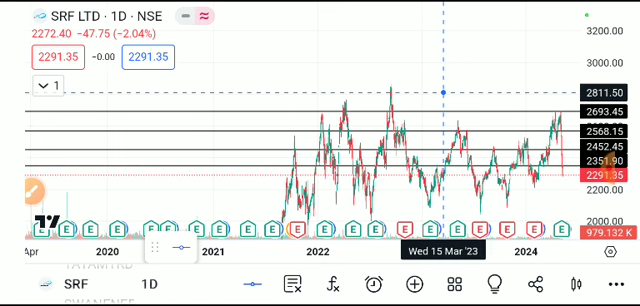 SRF LTD · 1D · NSE
2272.40 −47.75 (−2.04%)
2291.35 −0.00 2291.35
1
3200.00
3000.00
2811.50
2693.45
2568.15
2452.45
2351.90
2291.35
2200.00
2000.00
979.132 K
E E E E E E E E E E E E E E E E E E E
Apr 2020 2021 2022 Wed 15 Mar '23 2024
SRF 1D